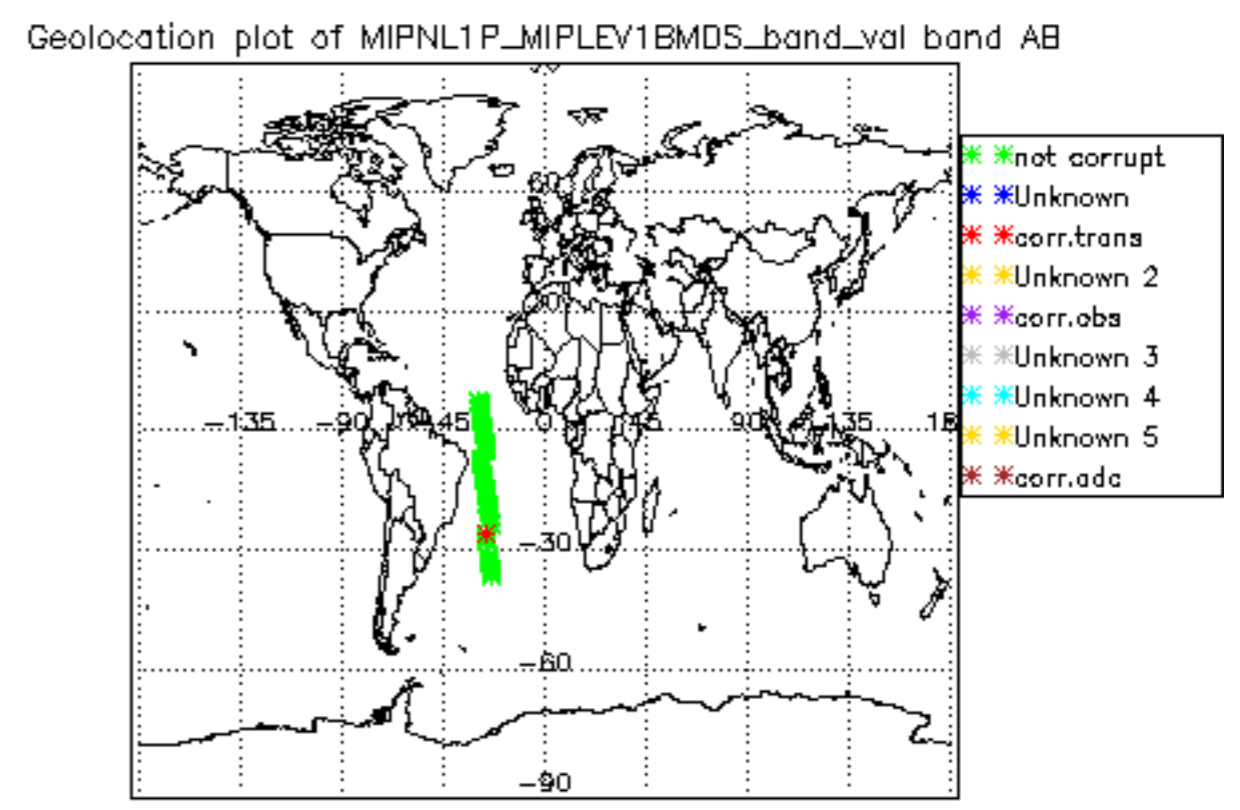 Geolocation plot of MIPNL1P_MIPLEV1BMDS_band_val band AB
not corrupt
Unknown
corr.trans
Unknown 2
corr.obs
Unknown 3
Unknown 4
Unknown 5
corr.adc
60
-135 -90 45 0 45 90 135
-30
-60
-90